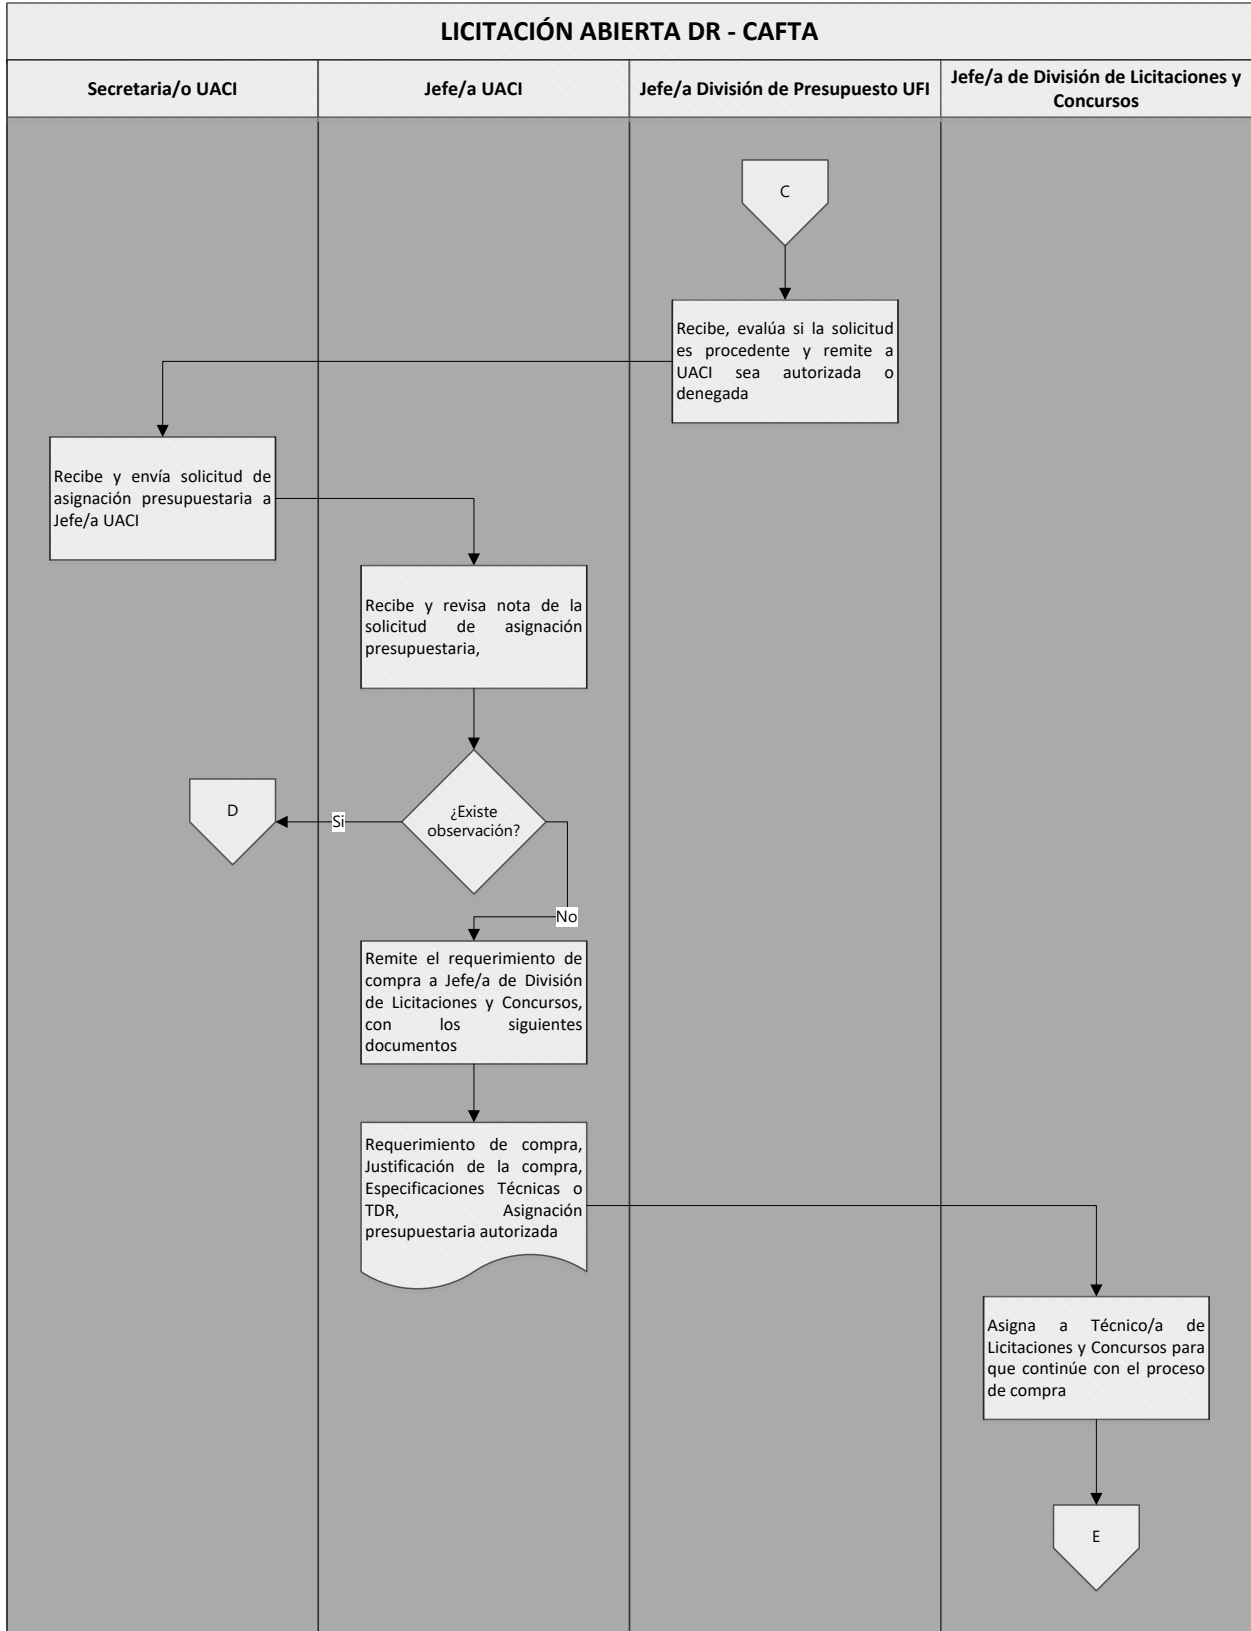 LICITACIÓN ABIERTA DR - CAFTA
Secretaria/o UACI
Jefe/a UACI
Jefe/a División de Presupuesto UFI
Jefe/a de División de Licitaciones y
Concursos
C
Recibe, evalúa si la solicitud
es procedente y remite a
UACI sea autorizada o
denegada
Recibe y envía solicitud de
asignación presupuestaria a
Jefe/a UACI
Recibe y revisa nota de la
solicitud de asignación
presupuestaria,
¿Existe
observación?
Si
D
No
Remite el requerimiento de
compra a Jefe/a de División
de Licitaciones y Concursos,
con los siguientes
documentos
Requerimiento de compra,
Justificación de la compra,
Especificaciones Técnicas o
TDR, Asignación
presupuestaria autorizada
Asigna a Técnico/a de
Licitaciones y Concursos para
que continúe con el proceso
de compra
E